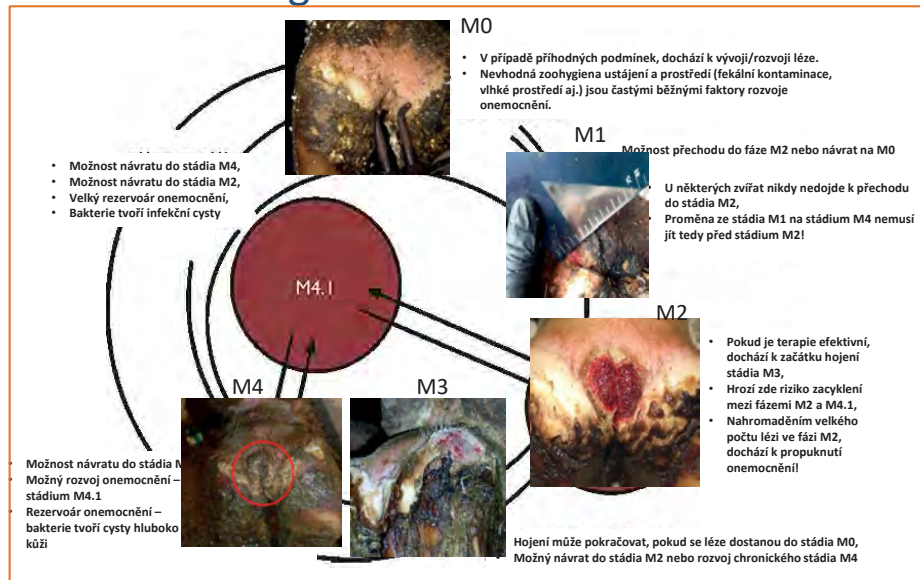 M0
• V případě příhodných podmínek, dochází k vývoji/rozvoji léze.
• Nevhodná zoohygiena ustájení a prostředí (fekální kontaminace,
vlhké prostředí aj.) jsou častými běžnými faktory rozvoje
onemocnění.
M1
Možnost přechodu do fáze M2 nebo návrat na M0
• U některých zvířat nikdy nedojde k přechodu
do stádia M2,
• Proměna ze stádia M1 na stádium M4 nemusí
jít tedy před stádium M2!
• Možnost návratu do stádia M4,
• Možnost návratu do stádia M2,
• Velký rezervoár onemocnění,
• Bakterie tvoří infekční cysty
M4.1
M2
• Pokud je terapie efektivní,
dochází k začátku hojení
stádia M3,
• Hrozí zde riziko zacyklení
mezi fázemi M2 a M4.1,
• Nahromaděním velkého
počtu lézi ve fázi M2,
dochází k propuknutí
onemocnění!
M4
M3
• Možnost návratu do stádia
• Možný rozvoj onemocnění –
stádium M4.1
• Rezervoár onemocnění –
bakterie tvoří cysty hluboko
kůži
Hojení může pokračovat, pokud se léze dostanou do stádia M0,
• Možný návrat do stádia M2 nebo rozvoj chronického stádia M4